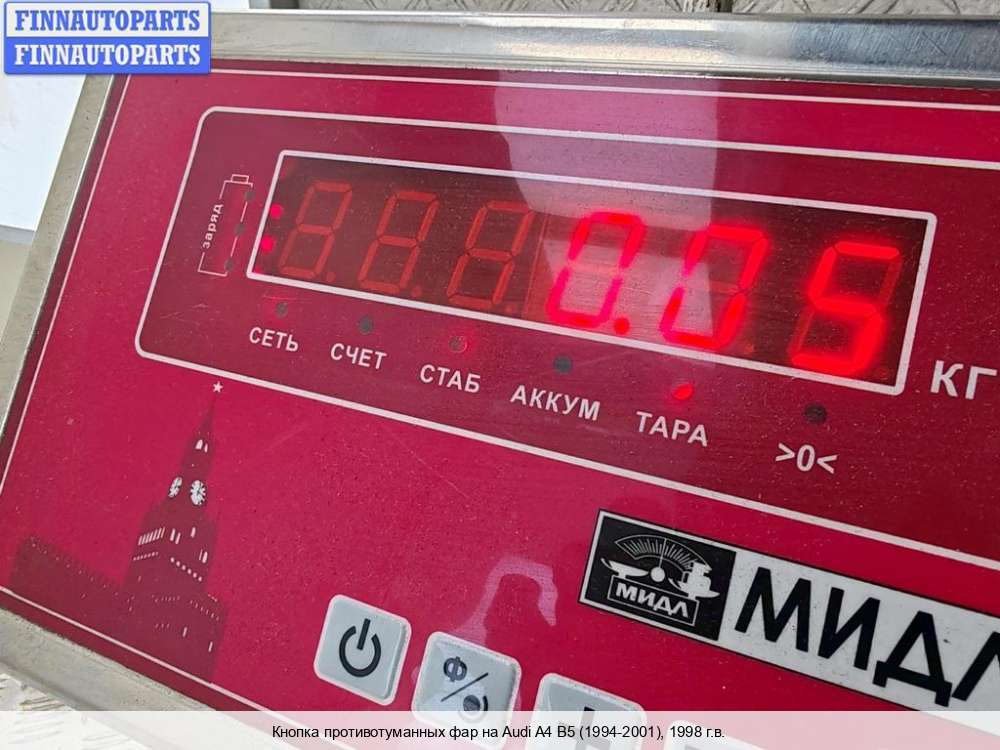 FINNAUTOPARTS
FINNAUTOPARTS
заряд
0.05
КГ
СЕТЬ
СЧЕТ
СТАБ
АККУМ
ТАРА
>0<
МИДЛ
МИДЛ
Кнопка противотуманных фар на Audi A4 B5 (1994-2001), 1998 г.в.